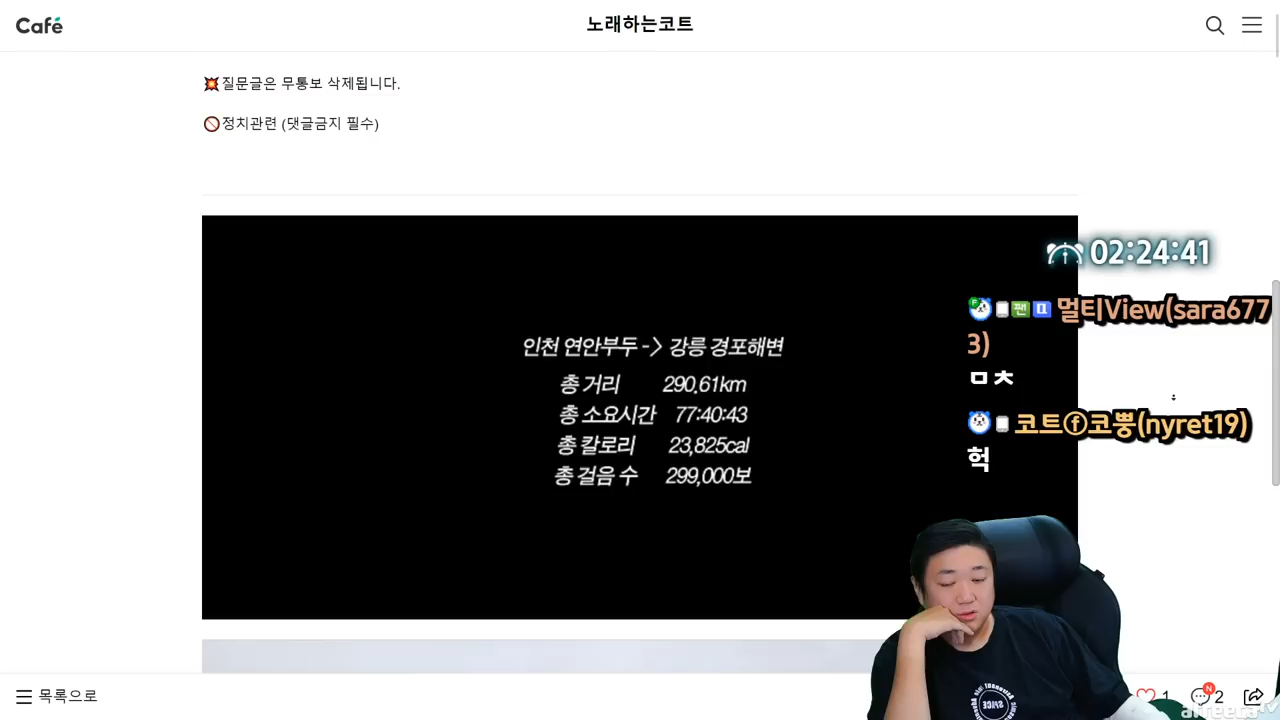 Café
노래하는코트
💥질문글은 무통보 삭제됩니다.
🚫정치관련 (댓글금지 필수)
인천 연안부두 -> 강릉 경포해변
총 거리 290.61km
총 소요시간 77:40:43
총 칼로리 23,825cal
총 걸음 수 299,000보
02:24:41
F 팬 a 멀티View(sara677
3)
ㅁㅊ
코트ⓕ코뿡(nyret19)
헉
SPACE
목록으로
1
N
2
afreecaTV